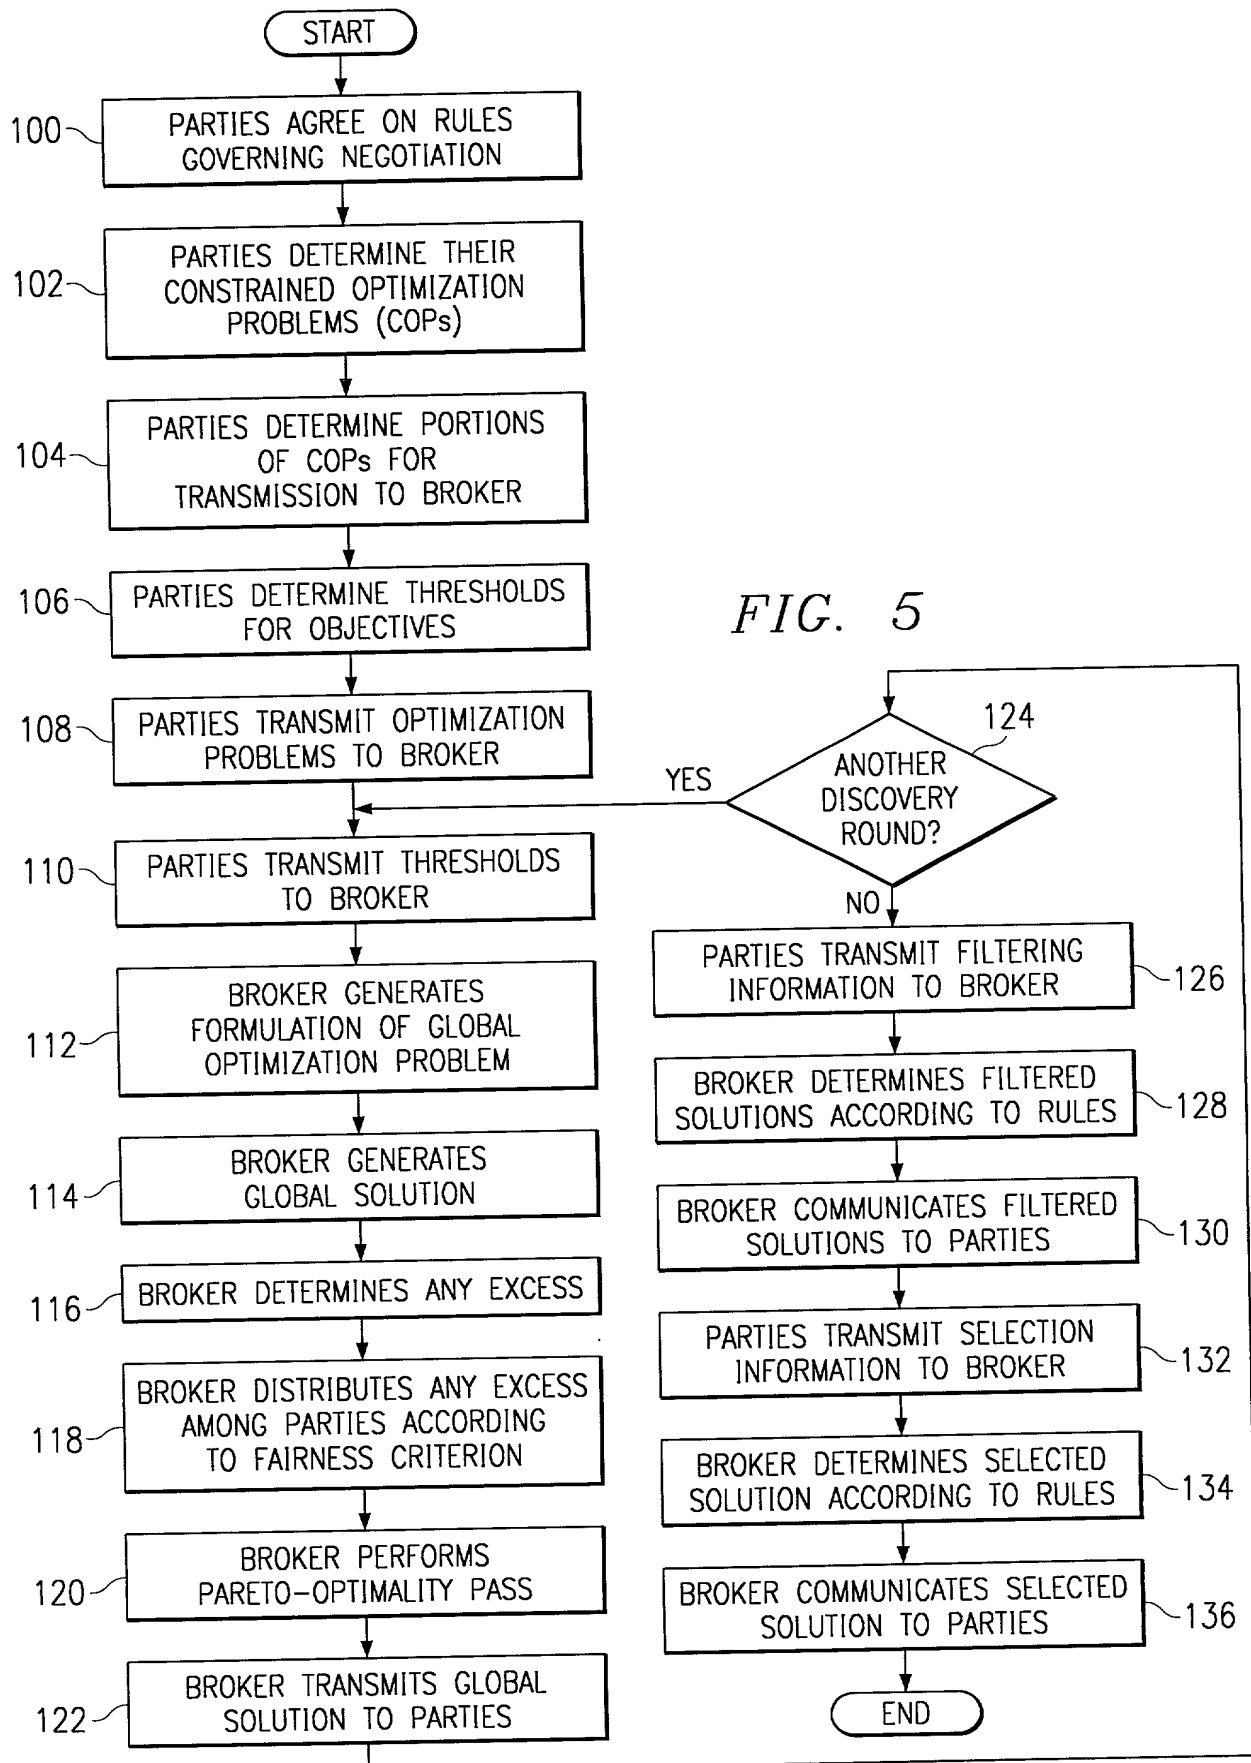 START
100
PARTIES AGREE ON RULES
GOVERNING NEGOTIATION
102
PARTIES DETERMINE THEIR
CONSTRAINED OPTIMIZATION
PROBLEMS (COPs)
104
PARTIES DETERMINE PORTIONS
OF COPs FOR
TRANSMISSION TO BROKER
106
PARTIES DETERMINE THRESHOLDS
FOR OBJECTIVES
108
PARTIES TRANSMIT OPTIMIZATION
PROBLEMS TO BROKER
110
PARTIES TRANSMIT THRESHOLDS
TO BROKER
112
BROKER GENERATES
FORMULATION OF GLOBAL
OPTIMIZATION PROBLEM
114
BROKER GENERATES
GLOBAL SOLUTION
116
BROKER DETERMINES ANY EXCESS
118
BROKER DISTRIBUTES ANY EXCESS
AMONG PARTIES ACCORDING
TO FAIRNESS CRITERION
120
BROKER PERFORMS
PARETO-OPTIMALITY PASS
122
BROKER TRANSMITS GLOBAL
SOLUTION TO PARTIES
FIG. 5
124
ANOTHER
DISCOVERY
ROUND?
YES
NO
PARTIES TRANSMIT FILTERING
INFORMATION TO BROKER
126
BROKER DETERMINES FILTERED
SOLUTIONS ACCORDING TO RULES
128
BROKER COMMUNICATES FILTERED
SOLUTIONS TO PARTIES
130
PARTIES TRANSMIT SELECTION
INFORMATION TO BROKER
132
BROKER DETERMINES SELECTED
SOLUTION ACCORDING TO RULES
134
BROKER COMMUNICATES SELECTED
SOLUTION TO PARTIES
136
END